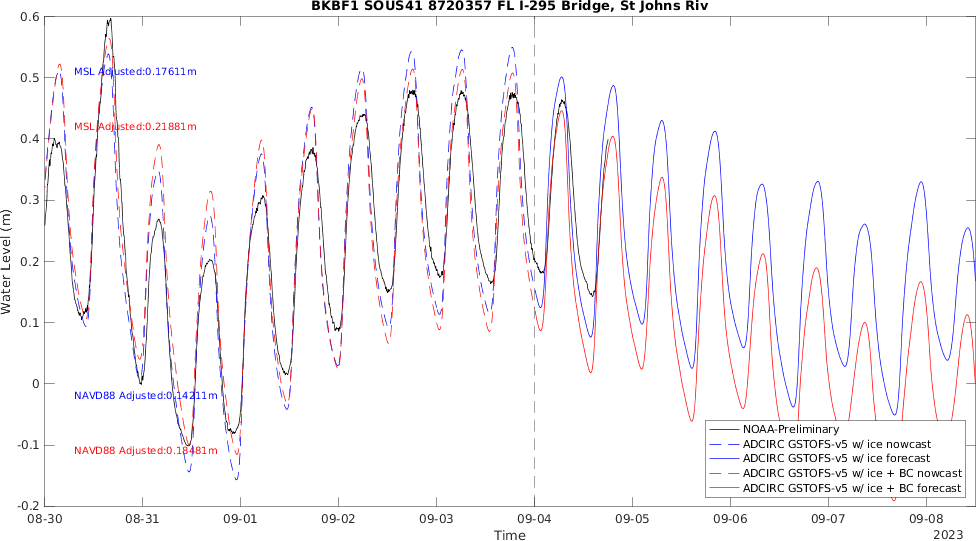 BKBF1 SOUS41 8720357 FL I-295 Bridge, St Johns Riv
0.6
0.5
0.4
0.3
0.2
0.1
0
-0.1
-0.2
Water Level (m)
MSL Adjusted:0.17611m
MSL Adjusted:0.21881m
NAVD88 Adjusted:0.14211m
NAVD88 Adjusted:0.18481m
NOAA-Preliminary
ADCIRC GSTOFS-v5 w/ ice nowcast
ADCIRC GSTOFS-v5 w/ ice forecast
ADCIRC GSTOFS-v5 w/ ice + BC nowcast
ADCIRC GSTOFS-v5 w/ ice + BC forecast
08-30 08-31 09-01 09-02 09-03 09-04 09-05 09-06 09-07 09-08
Time
2023